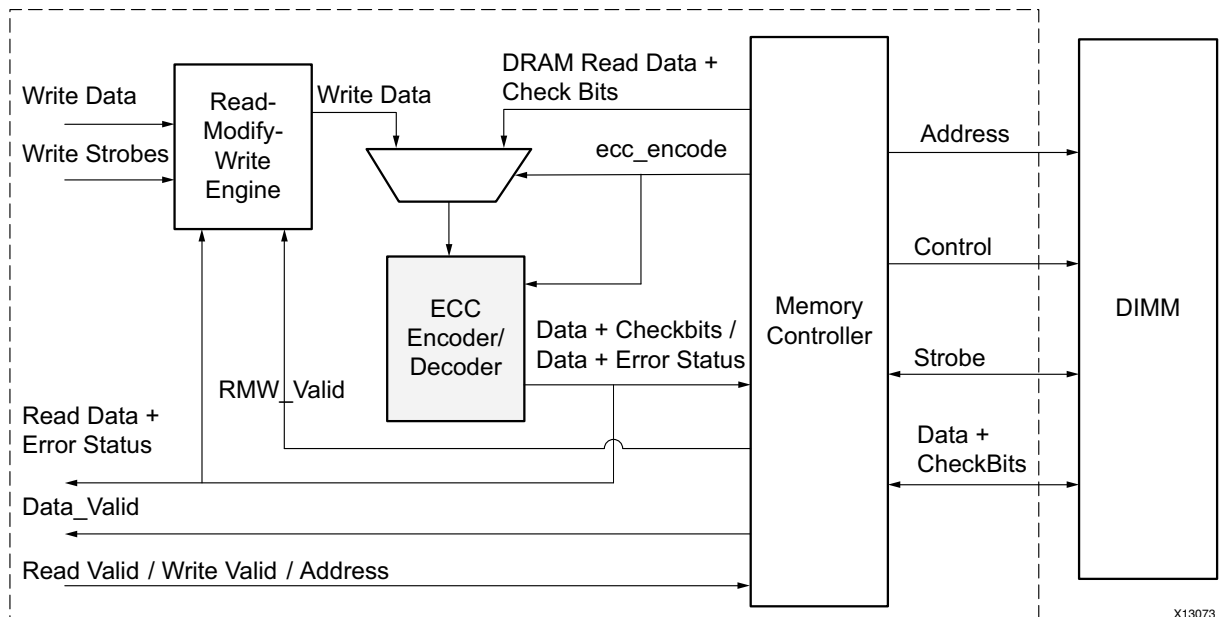 DRAM Read Data +
Check Bits
Write Data
Write Data
Read-
Modify-
Write
Engine
Write Strobes
ecc_encode
Address
Control
ECC
Encoder/
Decoder
Data + Checkbits /
Data + Error Status
Memory
Controller
DIMM
Strobe
RMW_Valid
Read Data +
Error Status
Data +
CheckBits
Data_Valid
Read Valid / Write Valid / Address
X13073